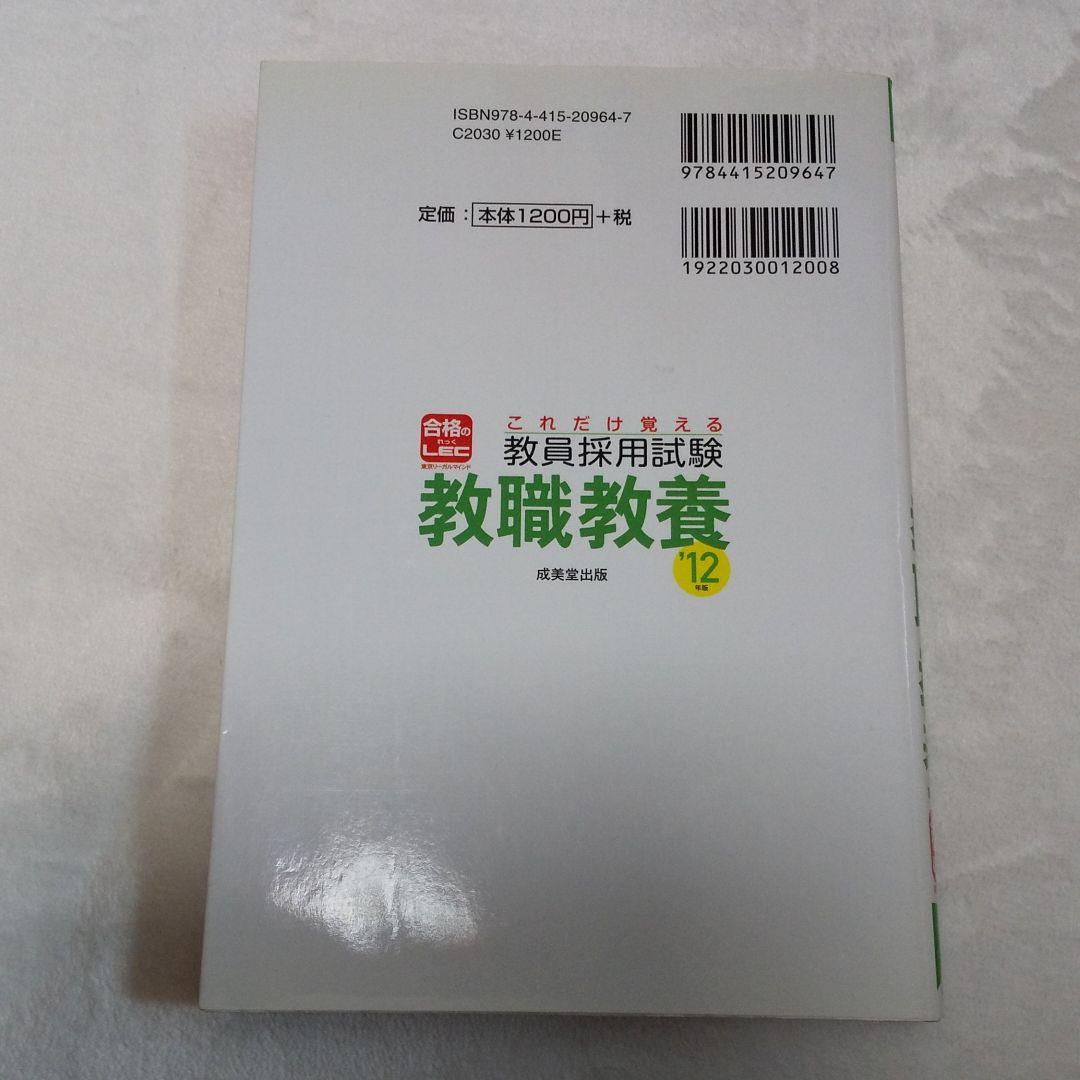 ISBN978-4-415-20964-7
C2030 ¥1200E
9784415209647
定価：本体1200円+税
1922030012008
合格の
れっく
LEC
東京リーガルマインド
これだけ覚える
教員採用試験
教職教養
'12
年版
成美堂出版